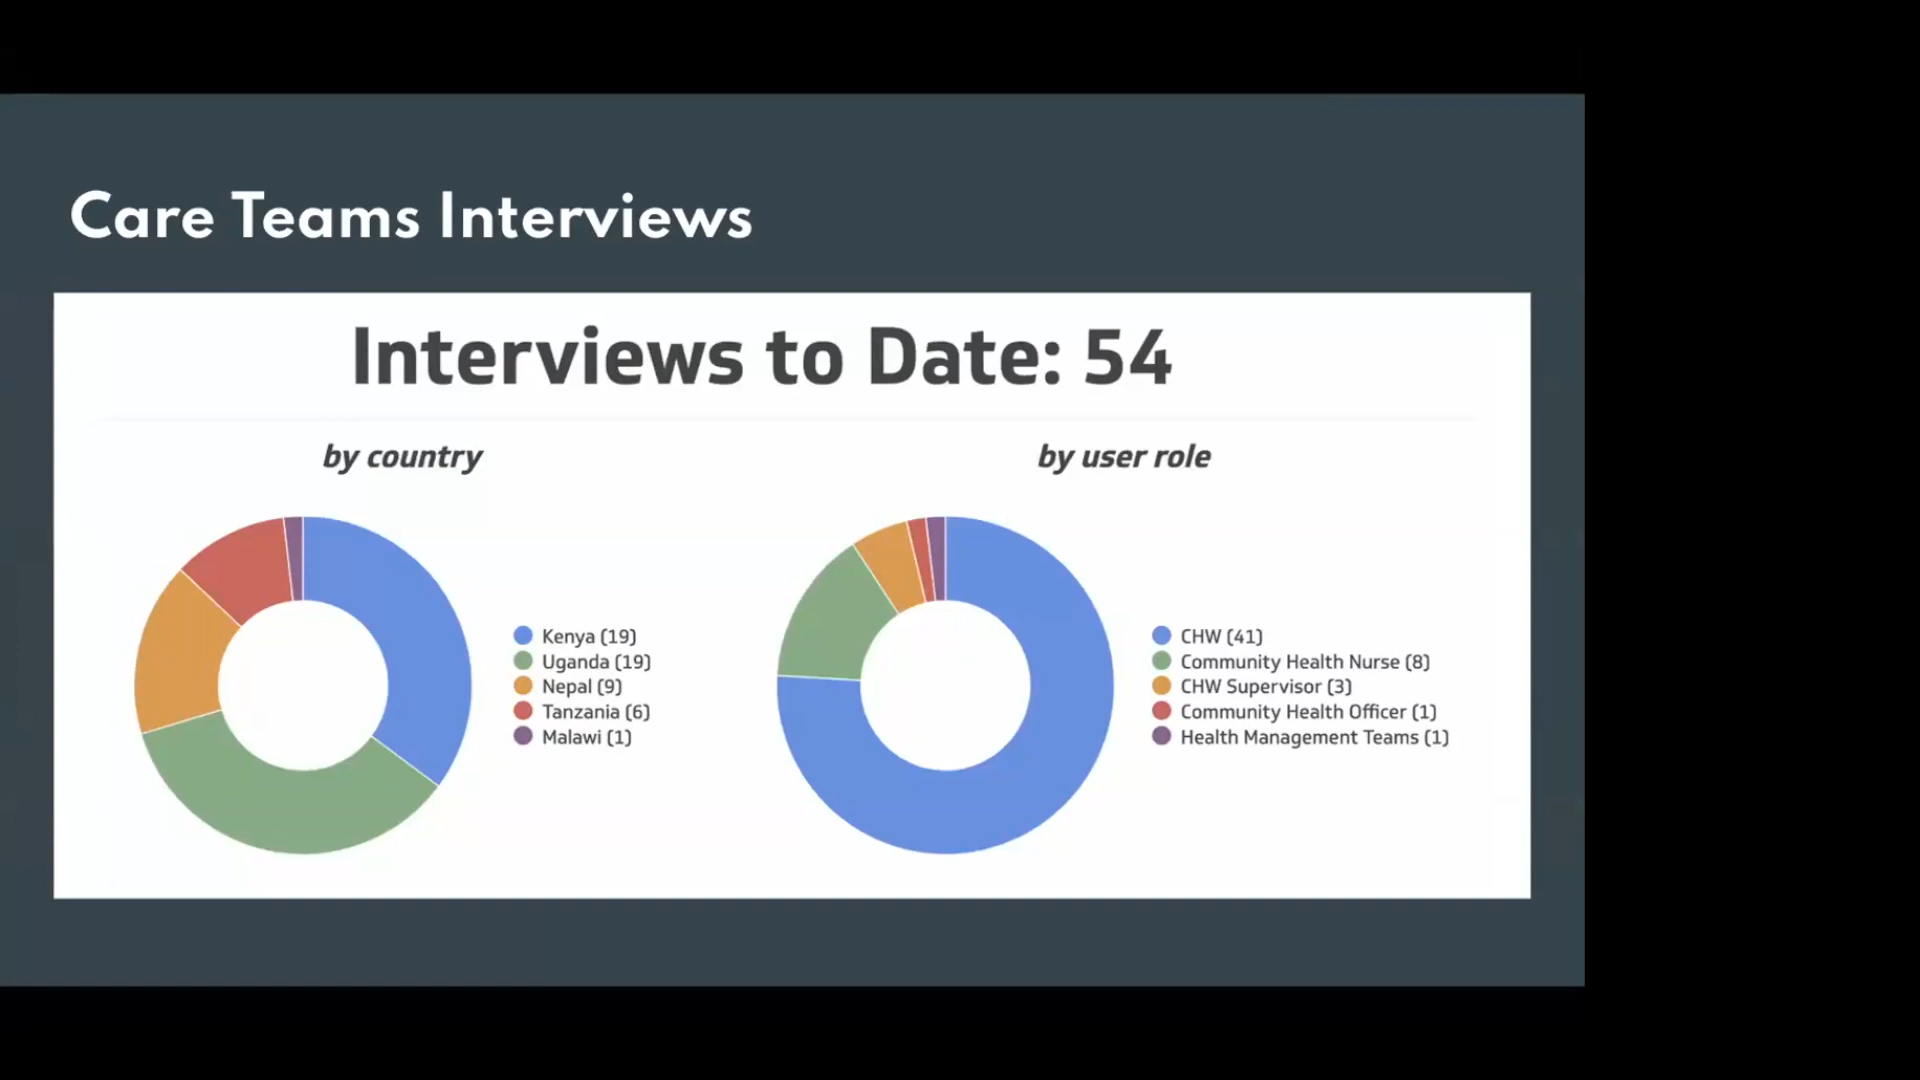 Care Teams Interviews
Interviews to Date: 54
by country
Kenya (19)
Uganda (19)
Nepal (9)
Tanzania (6)
Malawi (1)
by user role
CHW (41)
Community Health Nurse (8)
CHW Supervisor (3)
Community Health Officer (1)
Health Management Teams (1)